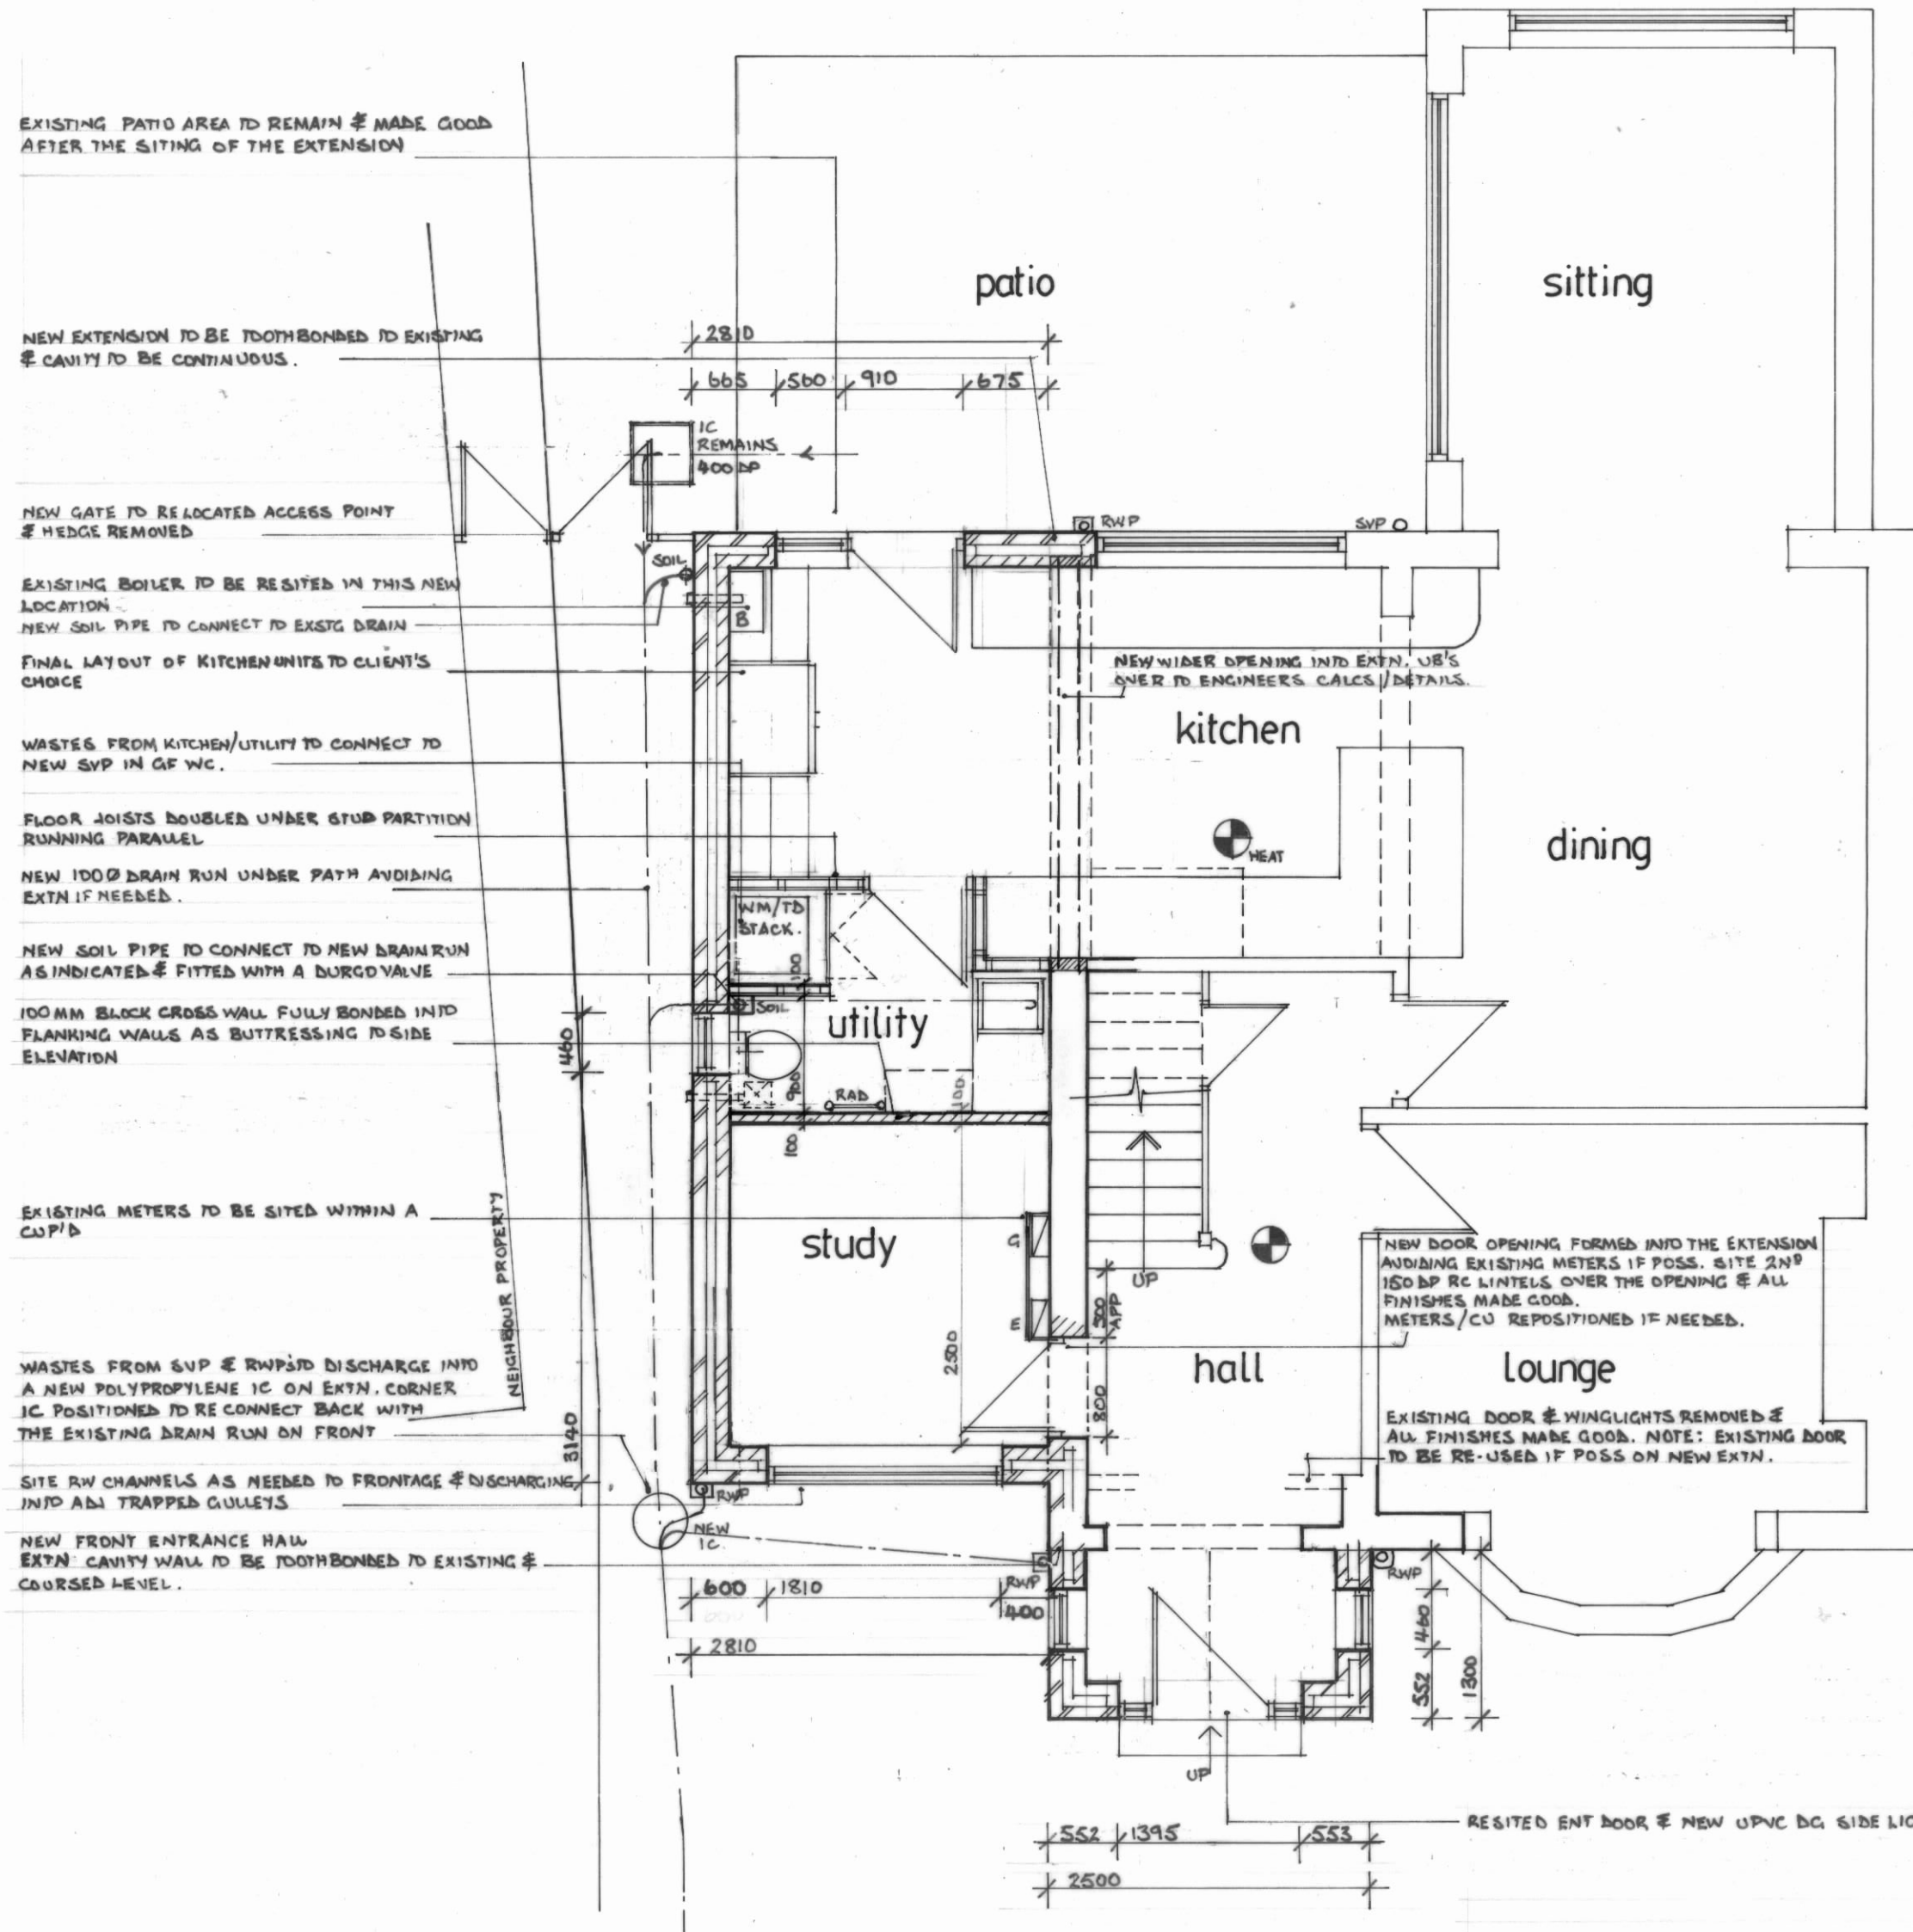 EXISTING PATIO AREA TO REMAIN & MADE GOOD
AFTER THE SITING OF THE EXTENSION
patio
sitting
NEW EXTENSION TO BE TOOTHBONDED TO EXISTING
& CAVITY TO BE CONTINUOUS.
2810
665 560 910 675
IC
REMAINS
400 DP
NEW GATE TO RELOCATED ACCESS POINT
& HEDGE REMOVED
RWP
SVP
EXISTING BOILER TO BE RESITED IN THIS NEW
LOCATION
NEW SOIL PIPE TO CONNECT TO EXSTG DRAIN
SOIL
B
FINAL LAYOUT OF KITCHEN UNITS TO CLIENT'S
CHOICE
NEW WIDER OPENING INTO EXTN. UB'S
OVER TO ENGINEERS CALCS/DETAILS.
kitchen
WASTES FROM KITCHEN/UTILITY TO CONNECT TO
NEW SVP IN GF WC.
FLOOR JOISTS DOUBLED UNDER STUD PARTITION
RUNNING PARALLEL
HEAT
dining
NEW 100Ø DRAIN RUN UNDER PATH AVOIDING
EXTN IF NEEDED.
WM/TD
STACK.
NEW SOIL PIPE TO CONNECT TO NEW DRAIN RUN
AS INDICATED & FITTED WITH A DURGO VALVE
100
SOIL
utility
100MM BLOCK CROSS WALL FULLY BONDED INTO
FLANKING WALLS AS BUTTRESSING TO SIDE
ELEVATION
460
900
RAD
100
100
EXISTING METERS TO BE SITED WITHIN A
CUP'D
NEIGHBOUR PROPERTY
study
G
E
UP
300
APP
NEW DOOR OPENING FORMED INTO THE EXTENSION
AVOIDING EXISTING METERS IF POSS. SITE 2Nº
150 DP RC LINTELS OVER THE OPENING & ALL
FINISHES MADE GOOD.
METERS/CU REPOSITIONED IF NEEDED.
2500
hall
lounge
800
WASTES FROM SVP & RWP'S TO DISCHARGE INTO
A NEW POLYPROPYLENE IC ON EXTN. CORNER
IC POSITIONED TO RE CONNECT BACK WITH
THE EXISTING DRAIN RUN ON FRONT
3140
EXISTING DOOR & WINGLIGHTS REMOVED &
ALL FINISHES MADE GOOD. NOTE: EXISTING DOOR
TO BE RE-USED IF POSS ON NEW EXTN.
SITE RW CHANNELS AS NEEDED TO FRONTAGE & DISCHARGING
INTO ADJ TRAPPED GULLEYS
RWP
NEW
IC
NEW FRONT ENTRANCE HALL
EXTN CAVITY WALL TO BE TOOTHBONDED TO EXISTING &
COURSED LEVEL.
RWP
RWP
600 1810 400
2810
460
552
1300
UP
RESITED ENT DOOR & NEW UPVC DG SIDE
552 1395 553
2500